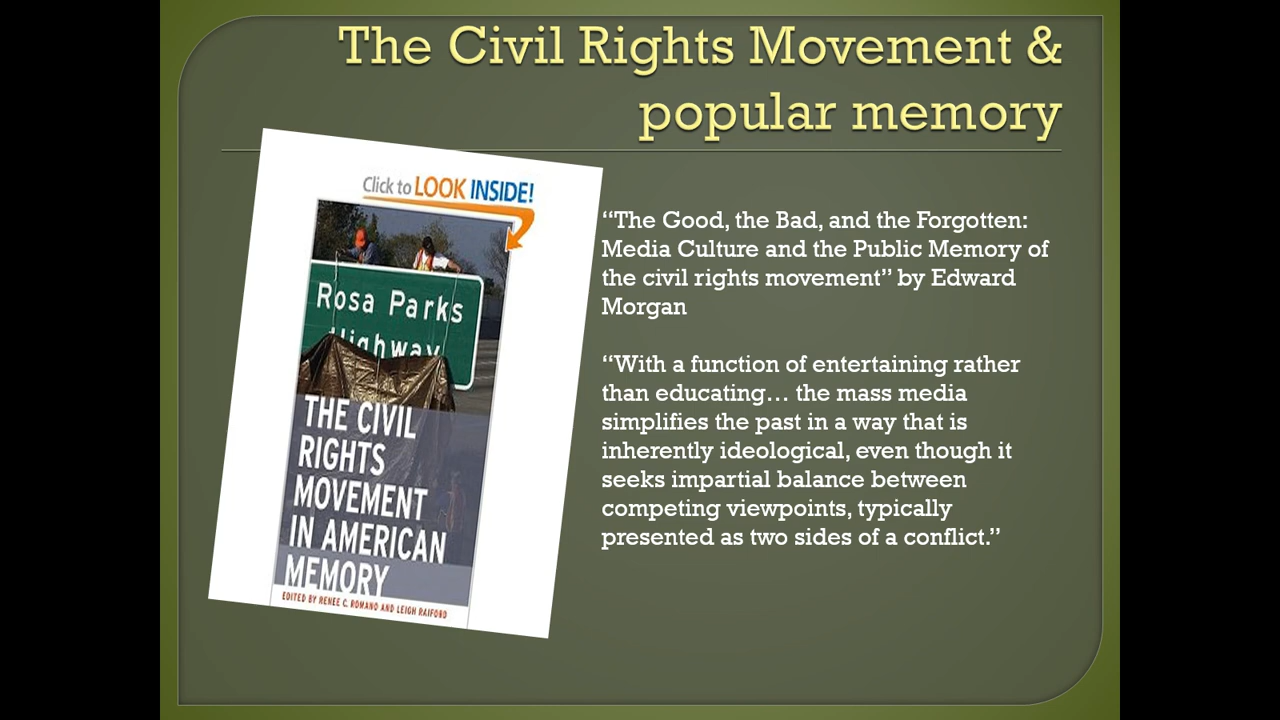 The Civil Rights Movement &
popular memory
Click to LOOK INSIDE!
Rosa Parks
Highway
THE CIVIL
RIGHTS
MOVEMENT
IN AMERICAN
MEMORY
EDITED BY RENEE C. ROMANO AND LEIGH RAIFORD
“The Good, the Bad, and the Forgotten:
Media Culture and the Public Memory of
the civil rights movement” by Edward
Morgan
“With a function of entertaining rather
than educating… the mass media
simplifies the past in a way that is
inherently ideological, even though it
seeks impartial balance between
competing viewpoints, typically
presented as two sides of a conflict.”